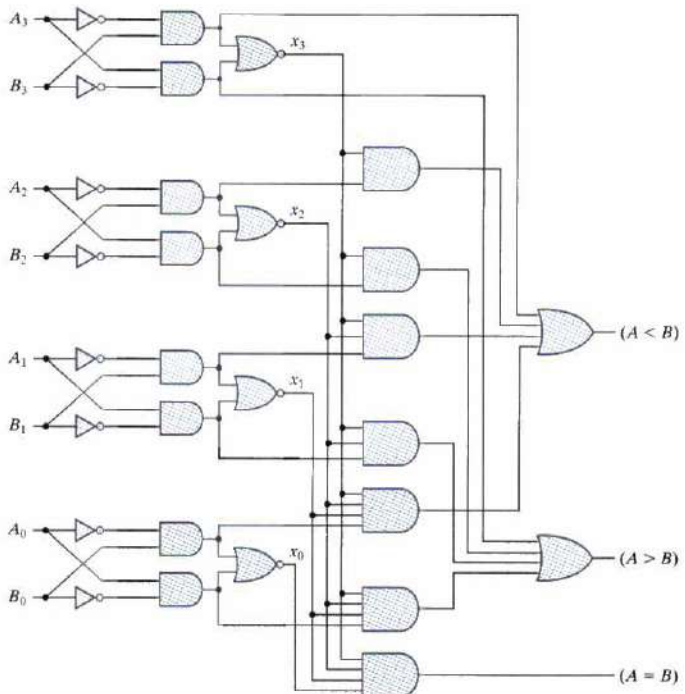 A₃
x₃
B₃
A₂
x₂
B₂
(A < B)
A₁
x₁
B₁
A₀
x₀
(A > B)
B₀
(A = B)